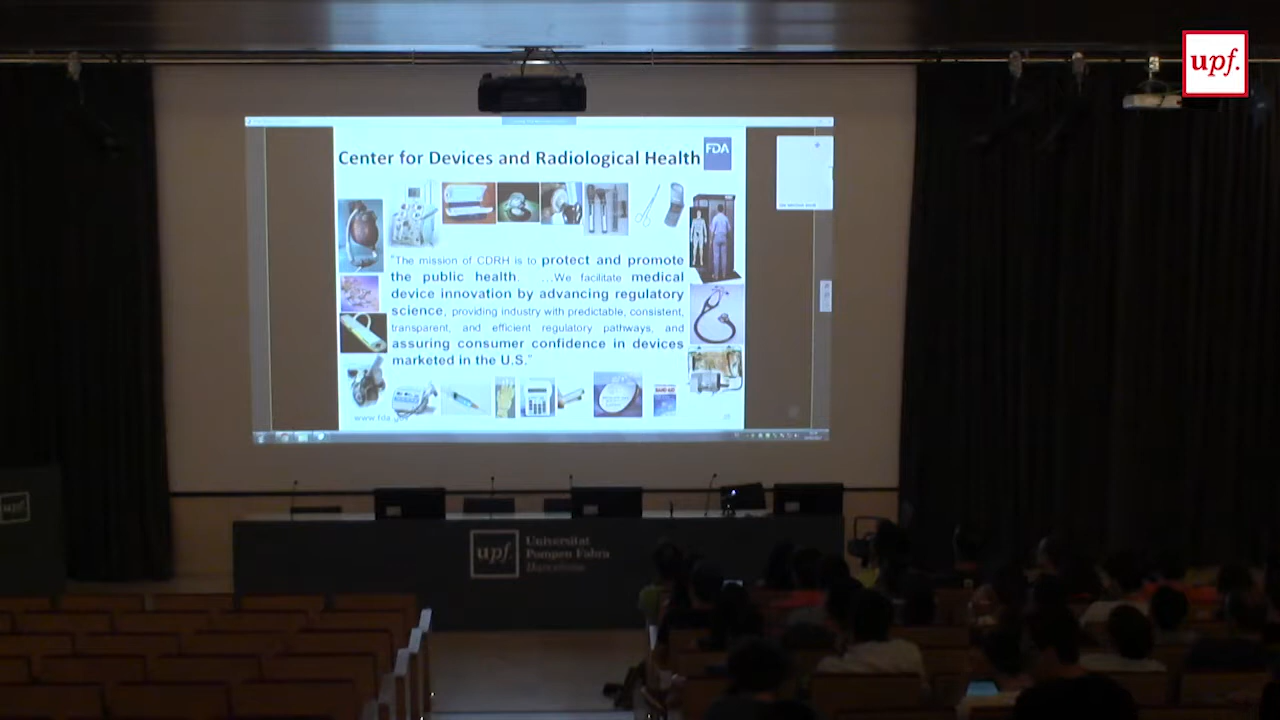 upf.
Center for Devices and Radiological Health
FDA
"The mission of CDRH is to protect and promote
the public health. ...We facilitate medical
device innovation by advancing regulatory
science, providing industry with predictable, consistent,
transparent, and efficient regulatory pathways, and
assuring consumer confidence in devices
marketed in the U.S."
www.fda.gov
upf.
upf.
Universitat
Pompeu Fabra
Barcelona